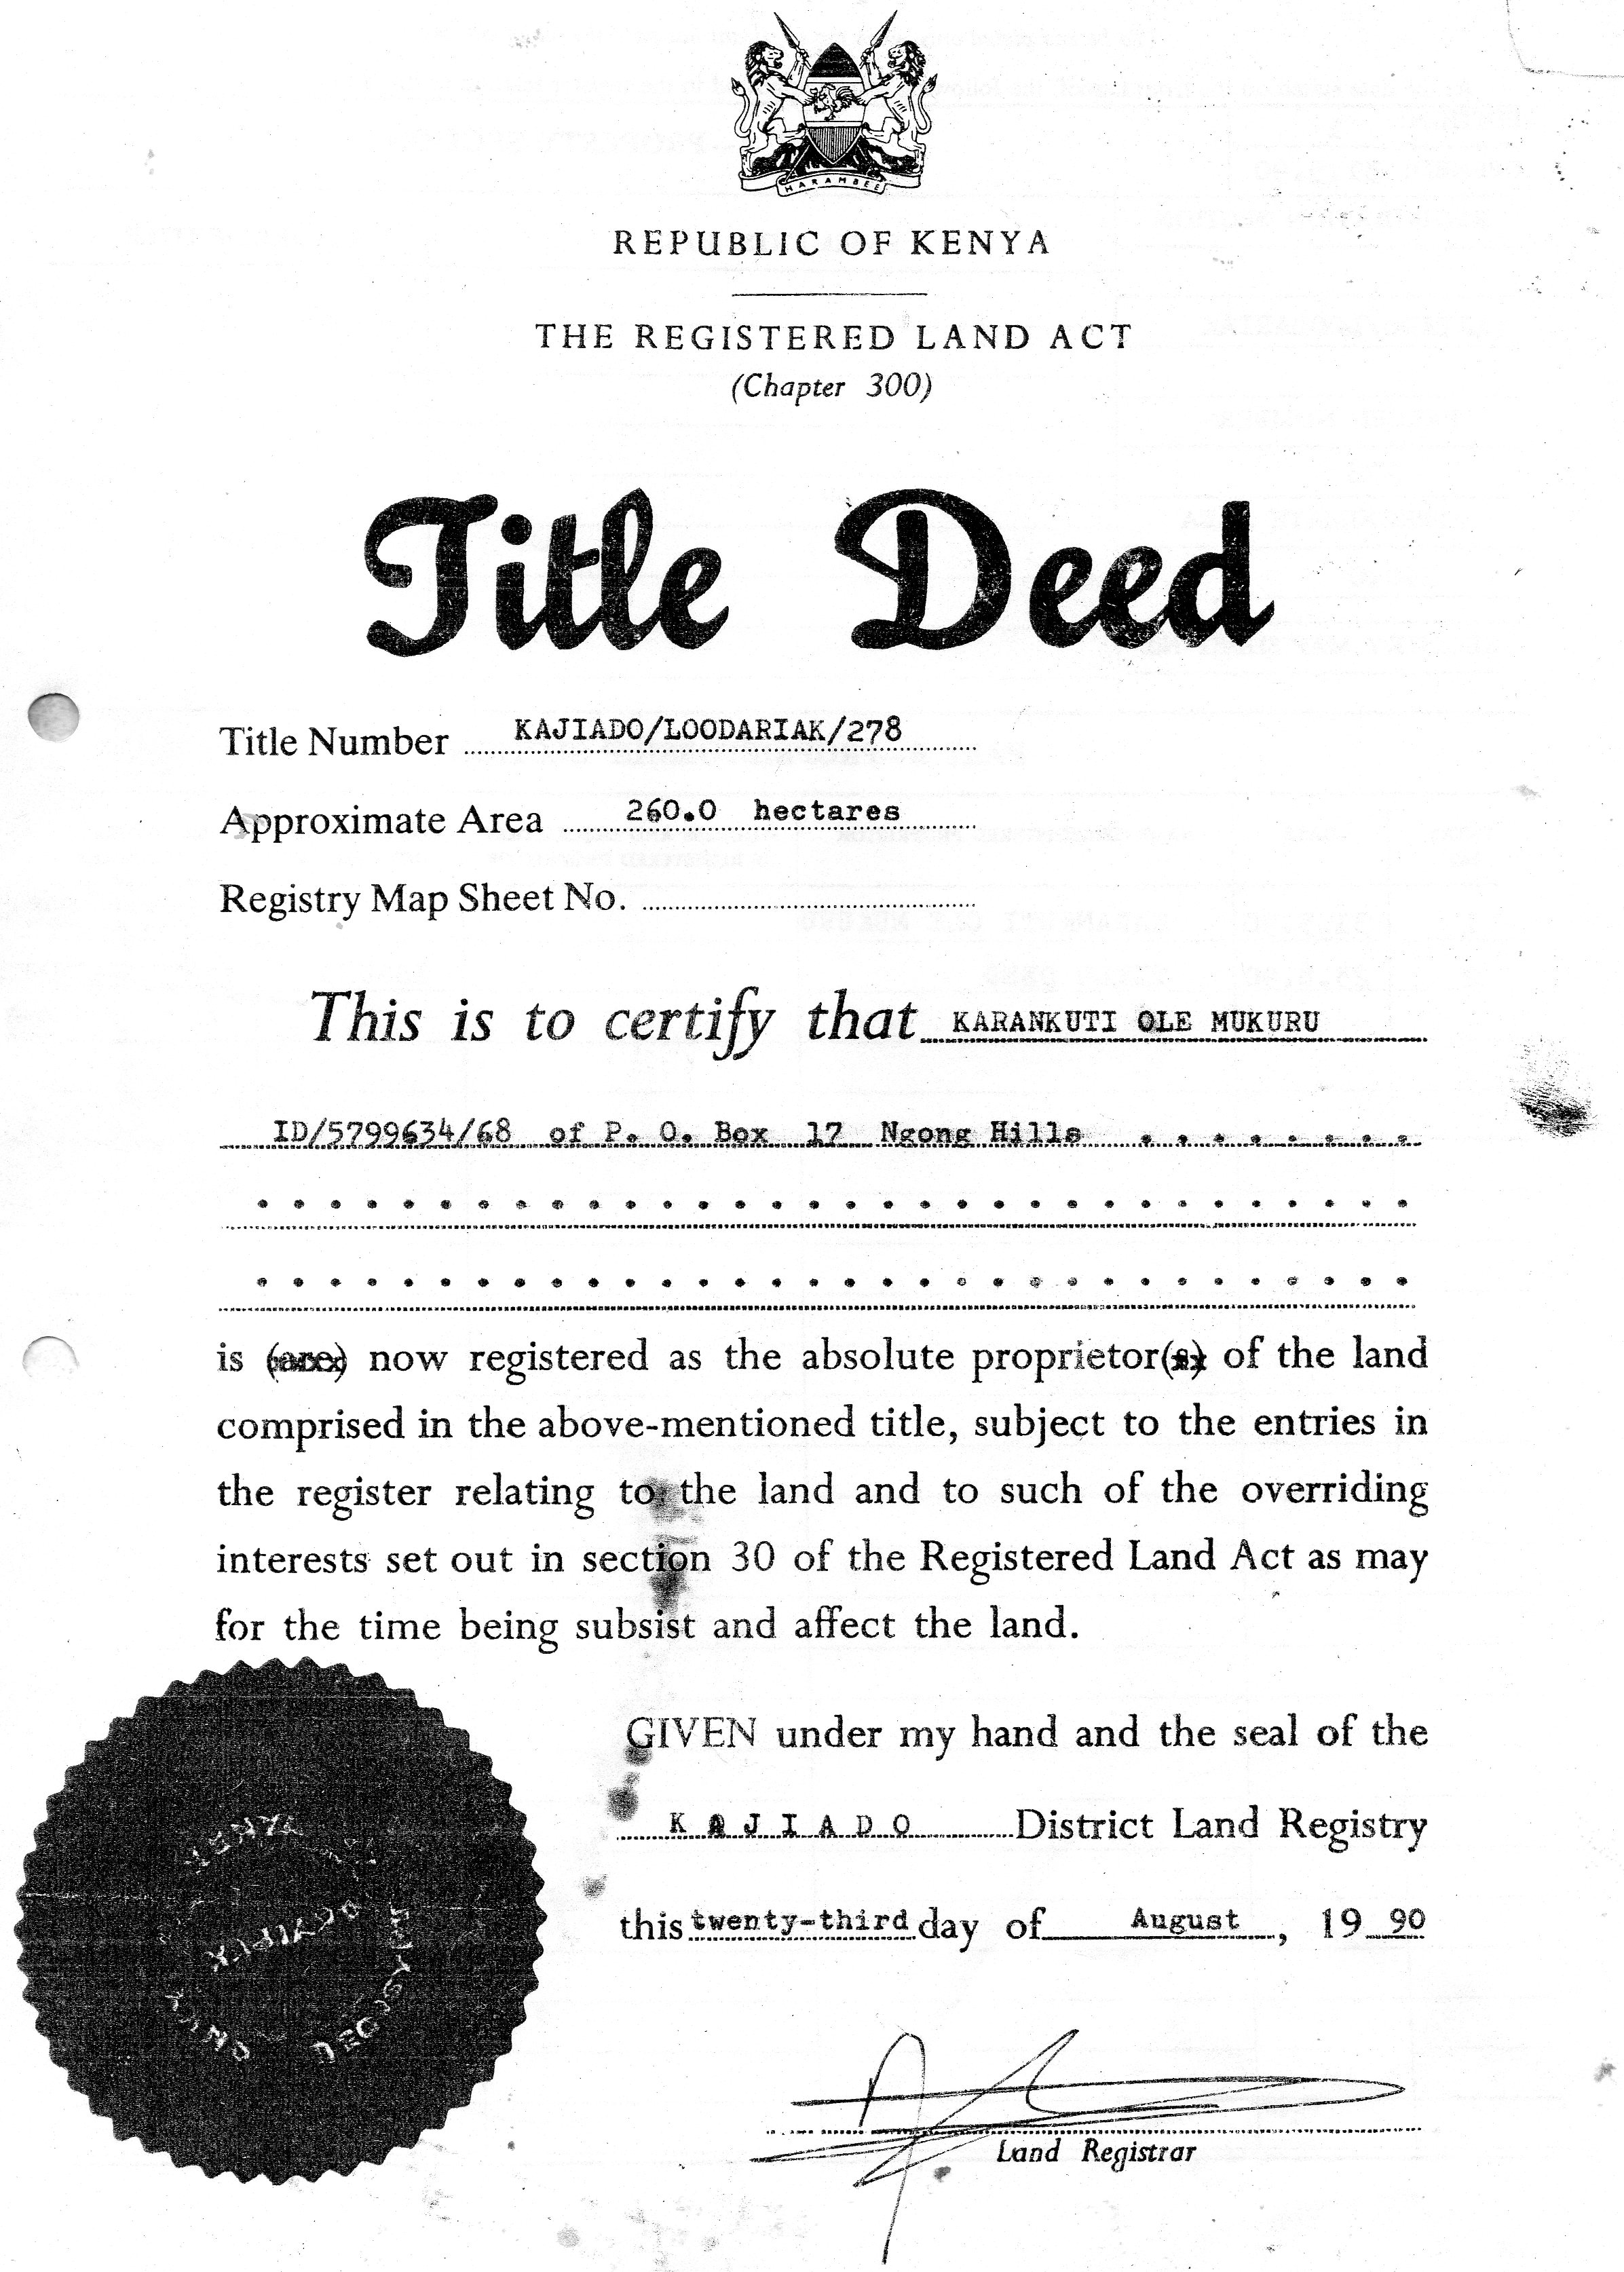 HARAMBEE
REPUBLIC OF KENYA
THE REGISTERED LAND ACT
(Chapter 300)
Title Deed
Title Number KAJIADO/LOODARIAK/278
Approximate Area 260.0 hectares
Registry Map Sheet No.
This is to certify that KARANKUTI OLE MUKURU
ID/5799634/68 of P. O. Box 17 Ngong Hills . . . . . . . .
. . . . . . . . . . . . . . . . . . . . . . . . . . . . . . . .
. . . . . . . . . . . . . . . . . . . . . . . . . . . . . . . .
is (are) now registered as the absolute proprietor(s) of the land
comprised in the above-mentioned title, subject to the entries in
the register relating to the land and to such of the overriding
interests set out in section 30 of the Registered Land Act as may
for the time being subsist and affect the land.
GIVEN under my hand and the seal of the
K A J I A D O District Land Registry
this twenty-third day of August, 19 90
Land Registrar
KENYA